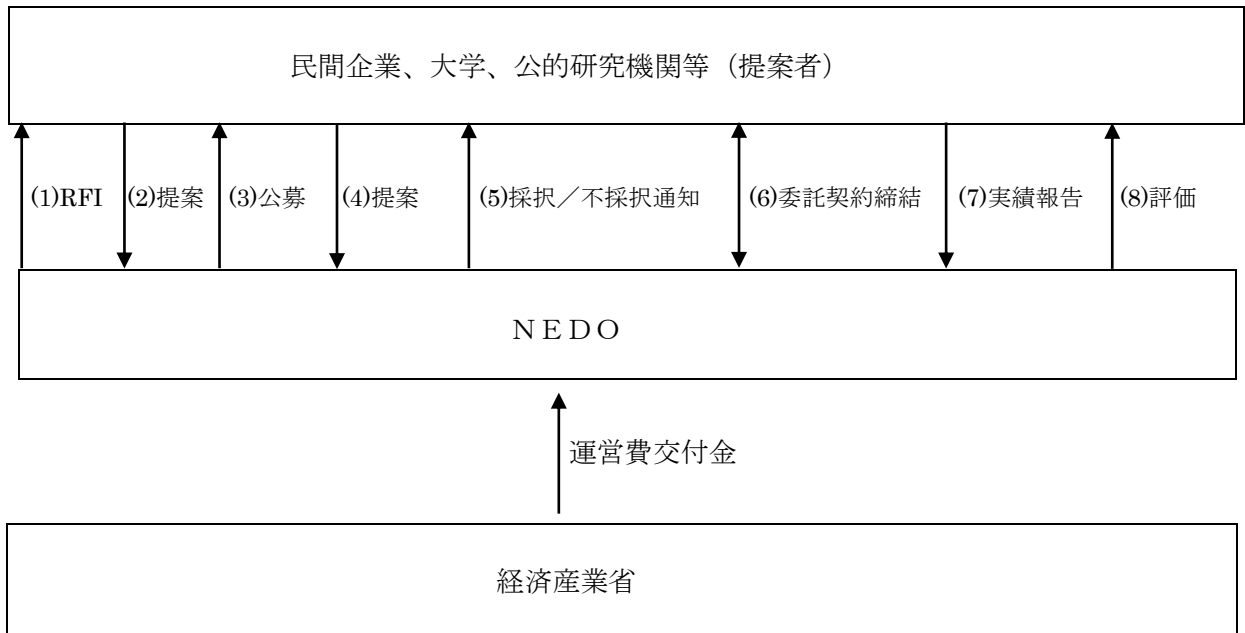 民間企業、大学、公的研究機関等（提案者）
(1)RFI
(2)提案
(3)公募
(4)提案
(5)採択／不採択通知
(6)委託契約締結
(7)実績報告
(8)評価
ＮＥＤＯ
運営費交付金
経済産業省